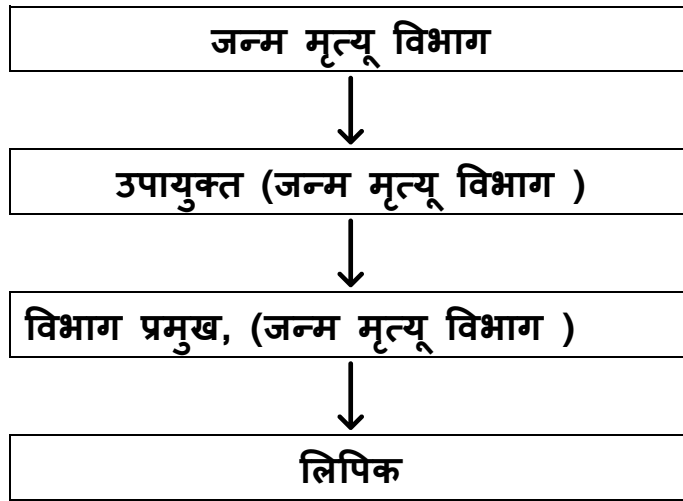 जन्म मृत्यू विभाग
उपायुक्त (जन्म मृत्यू विभाग )
विभाग प्रमुख, (जन्म मृत्यू विभाग )
लिपिक